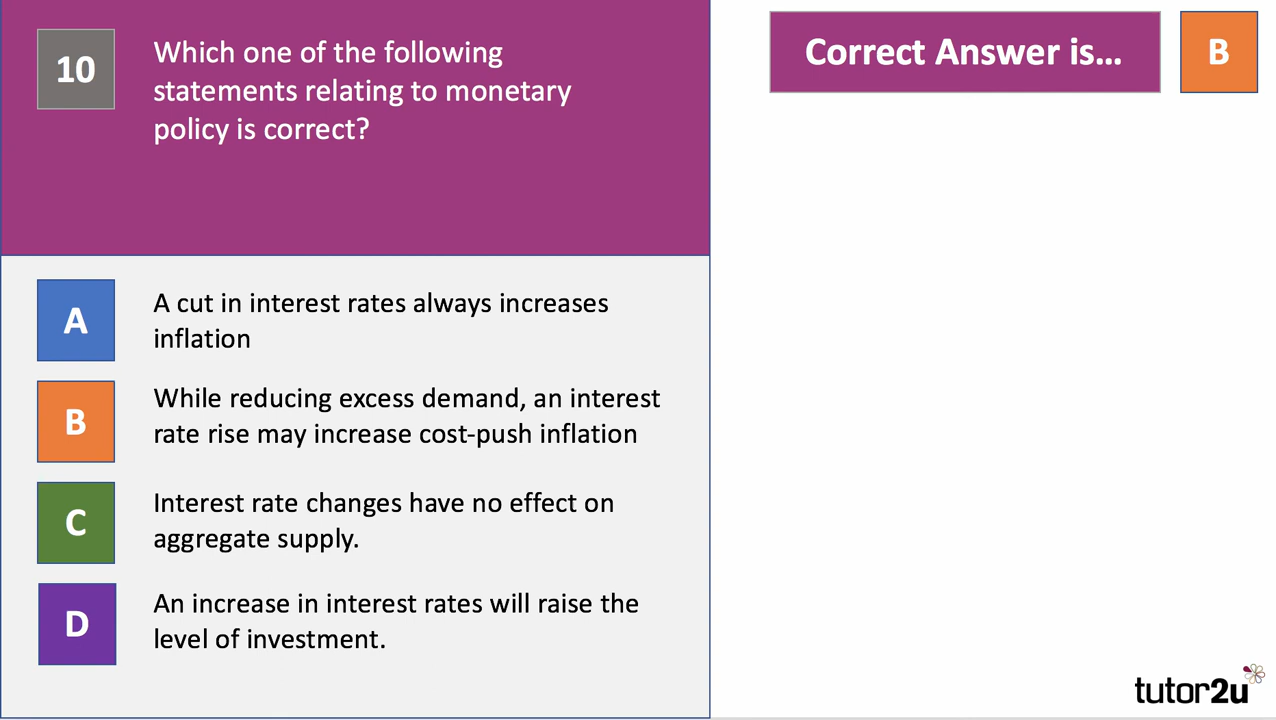 10
Which one of the following
statements relating to monetary
policy is correct?
Correct Answer is...
B
A
A cut in interest rates always increases
inflation
B
While reducing excess demand, an interest
rate rise may increase cost-push inflation
C
Interest rate changes have no effect on
aggregate supply.
D
An increase in interest rates will raise the
level of investment.
tutor2u